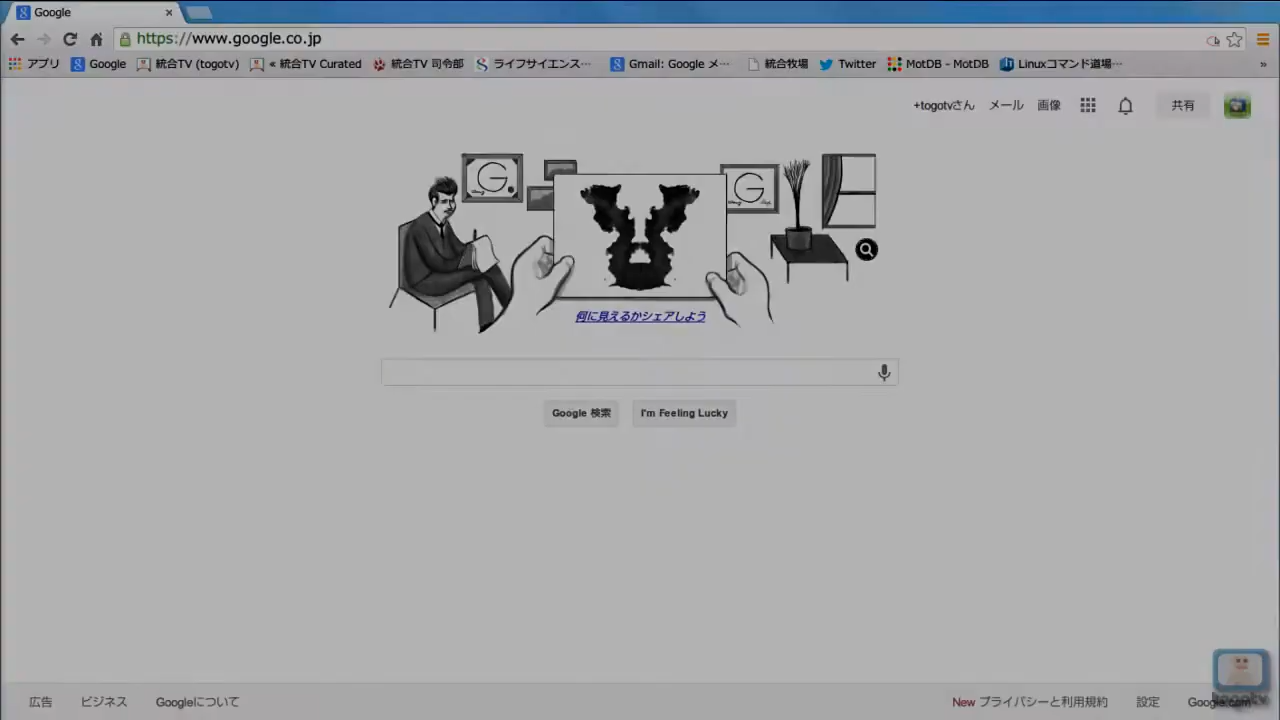 Google
https://www.google.co.jp
アプリ Google 統合TV (togotv) « 統合TV Curated 統合TV 司令部 ライフサイエンス… Gmail: Google メ… 統合牧場 Twitter MotDB - MotDB Linuxコマンド道場… »
+togotvさん メール 画像 共有
何に見えるかシェアしよう
Google 検索 I'm Feeling Lucky
広告 ビジネス Googleについて New プライバシーと利用規約 設定 Google.com
togotv